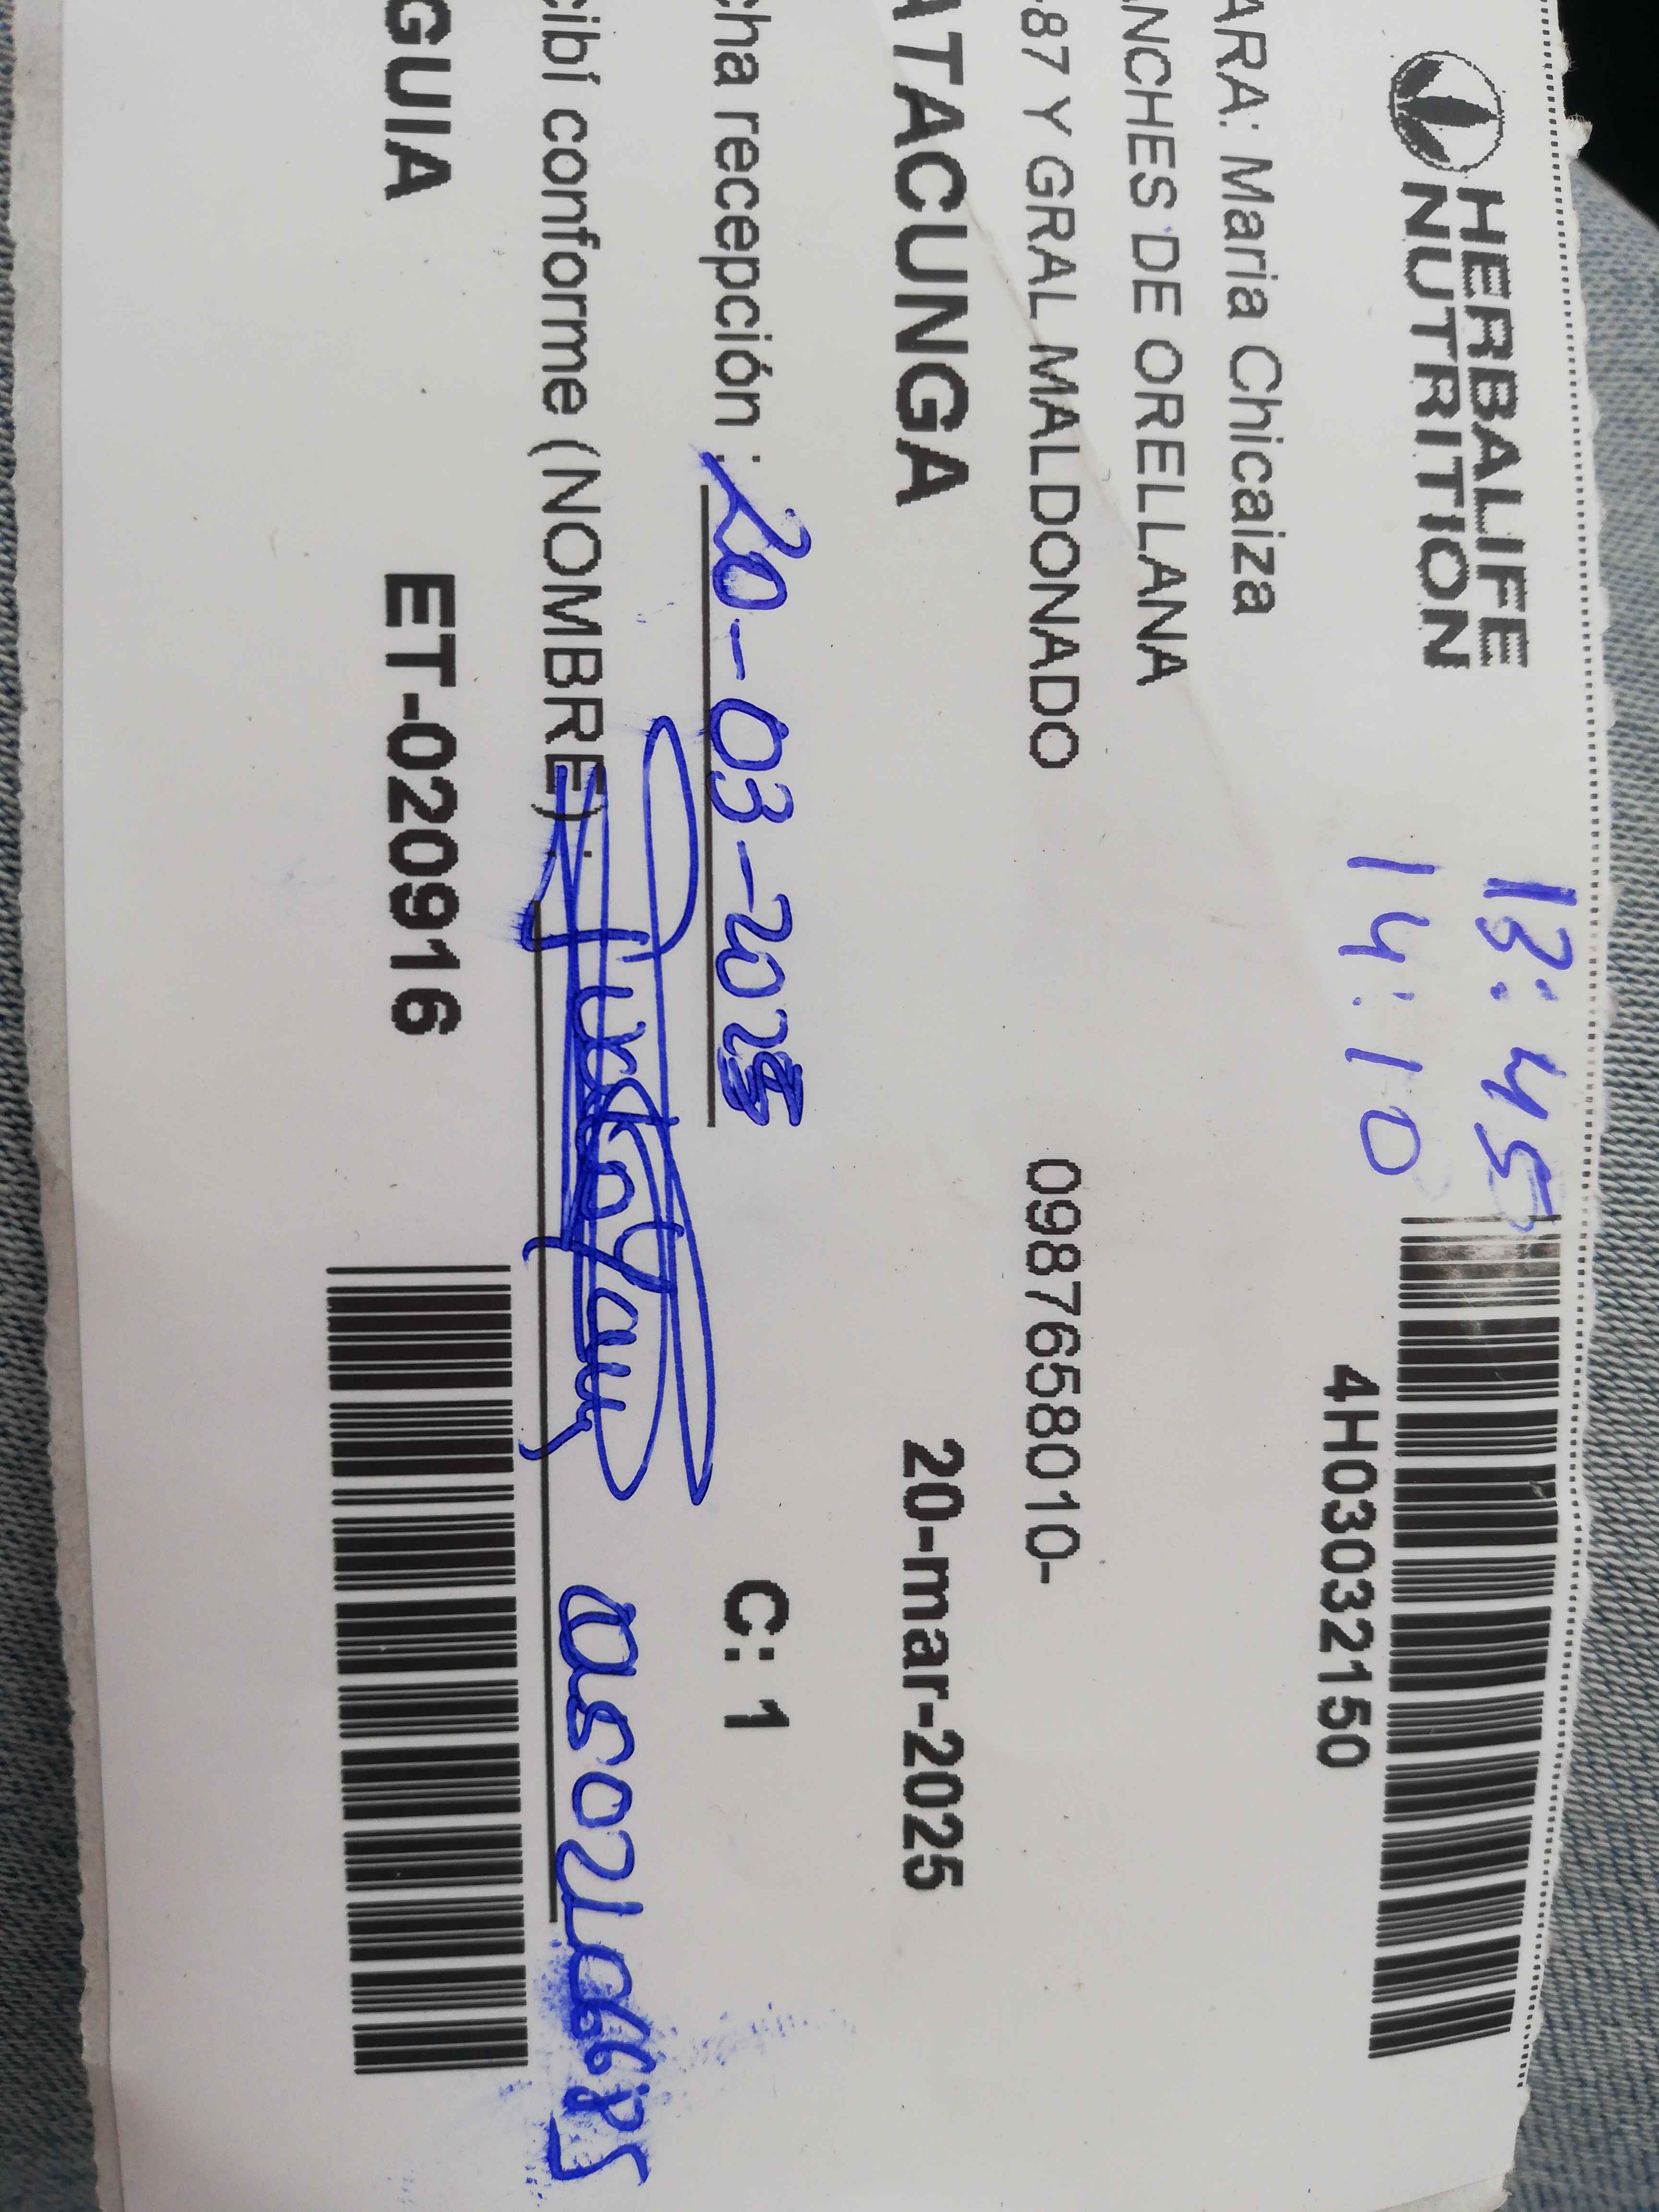 HERBALIFE
NUTRITION
13:45
14:10
4H03032150
ARA: Maria Chicaiza
ANCHES DE ORELLANA
-87 Y GRAL MALDONADO 0987658010-
ATACUNGA 20-mar-2025
cha recepción : 20-03-2025 C: 1
cibí conforme (NOMBRE):
GUIA ET-020916